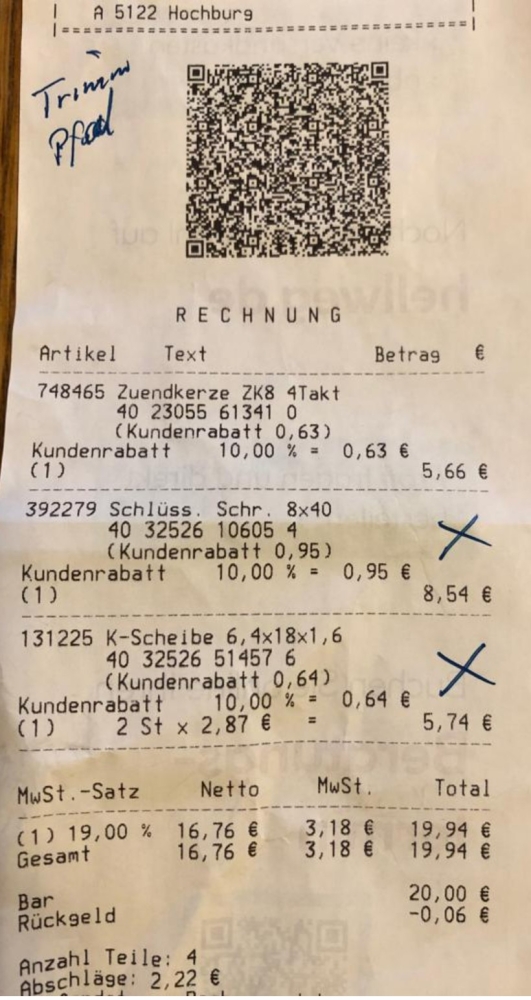 A 5122 Hochburg
Trimm
Pfad
RECHNUNG
Artikel Text Betrag €
748465 Zuendkerze ZK8 4Takt
40 23055 61341 0
(Kundenrabatt 0,63)
Kundenrabatt 10,00 % = 0,63 €
(1) 5,66 €
392279 Schlüss. Schr. 8x40
40 32526 10605 4
(Kundenrabatt 0,95)
Kundenrabatt 10,00 % = 0,95 €
(1) 8,54 €
131225 K-Scheibe 6,4x18x1,6
40 32526 51457 6
(Kundenrabatt 0,64)
Kundenrabatt 10,00 % = 0,64 €
(1) 2 St x 2,87 € = 5,74 €
MwSt.-Satz Netto MwSt. Total
(1) 19,00 % 16,76 € 3,18 € 19,94 €
Gesamt 16,76 € 3,18 € 19,94 €
Bar 20,00 €
Rückgeld -0,06 €
Anzahl Teile: 4
Abschläge: 2,22 €